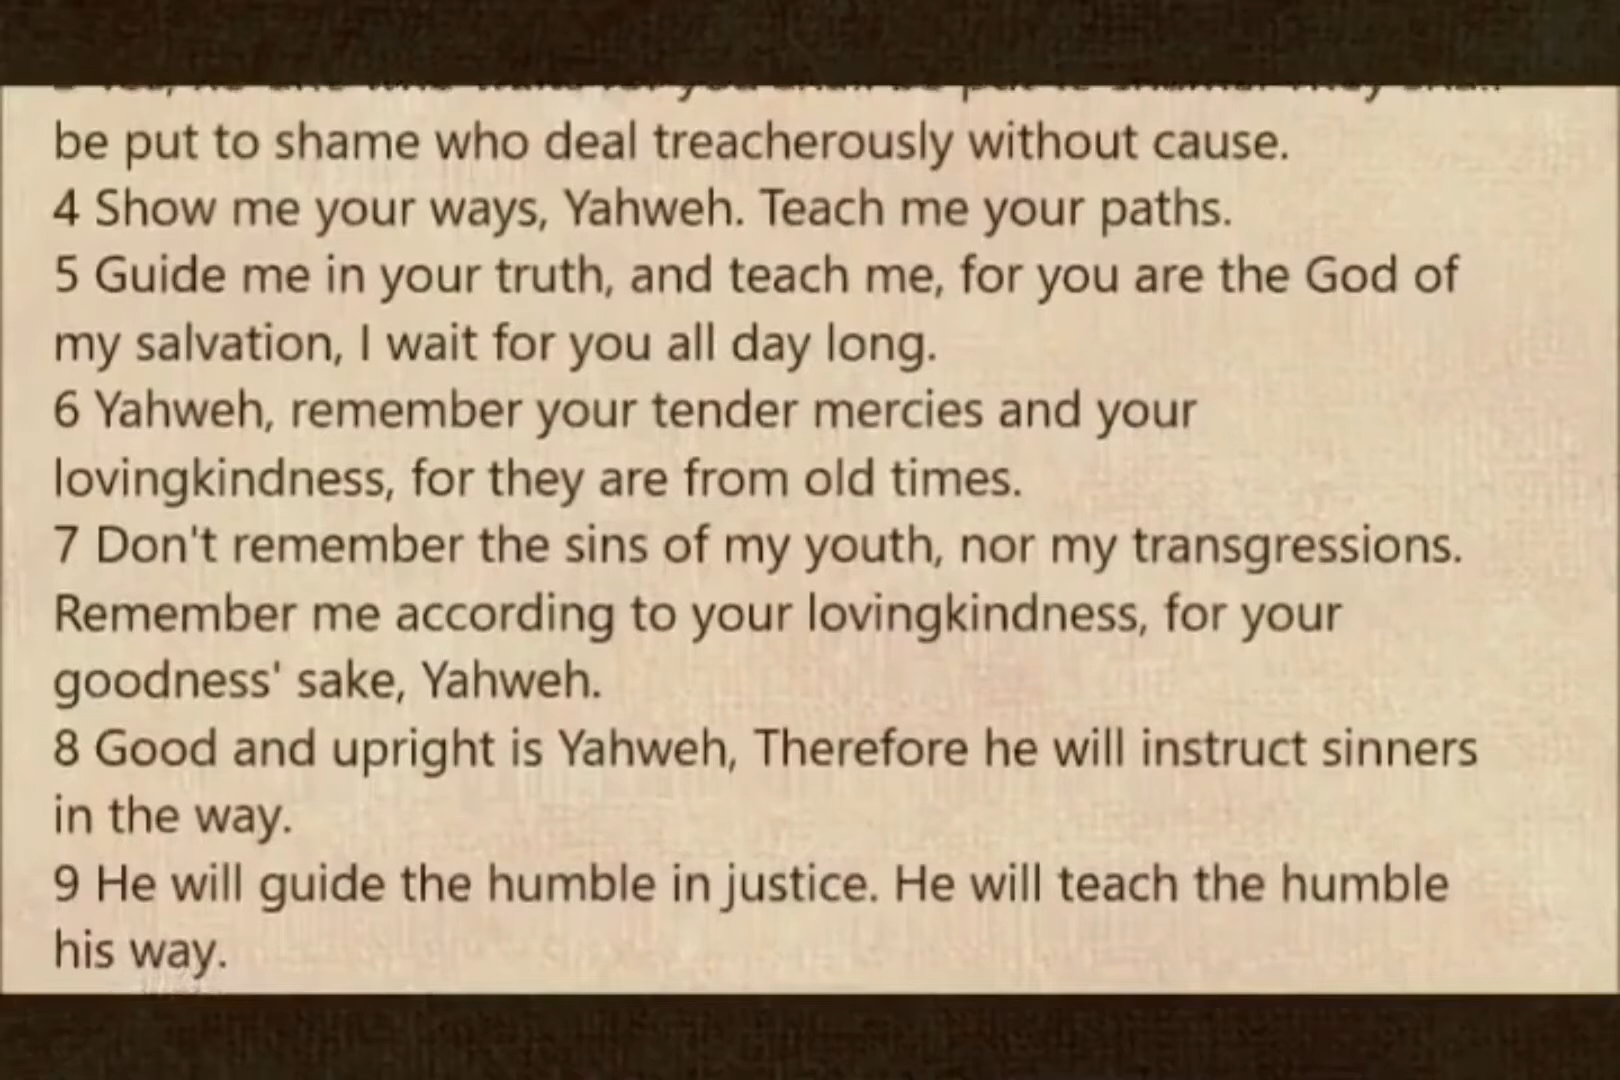 be put to shame who deal treacherously without cause.
4 Show me your ways, Yahweh. Teach me your paths.
5 Guide me in your truth, and teach me, for you are the God of
my salvation, I wait for you all day long.
6 Yahweh, remember your tender mercies and your
lovingkindness, for they are from old times.
7 Don't remember the sins of my youth, nor my transgressions.
Remember me according to your lovingkindness, for your
goodness' sake, Yahweh.
8 Good and upright is Yahweh, Therefore he will instruct sinners
in the way.
9 He will guide the humble in justice. He will teach the humble
his way.